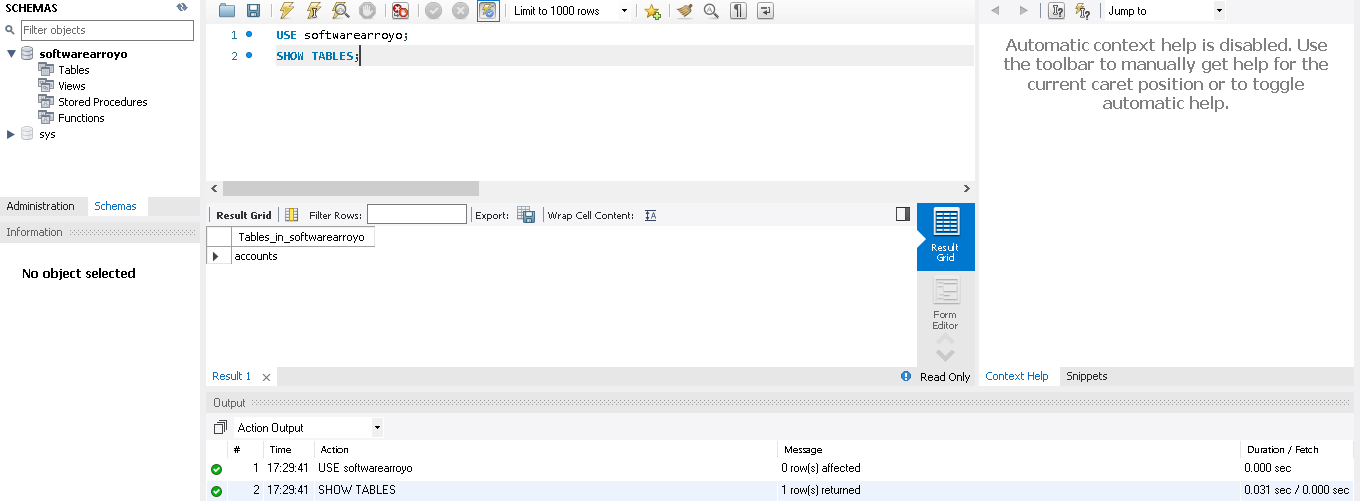 SCHEMAS
Filter objects
softwarearroyo
Tables
Views
Stored Procedures
Functions
sys
Administration Schemas
Information
No object selected
Limit to 1000 rows
1 USE softwarearroyo;
2 SHOW TABLES;
Result Grid Filter Rows: Export: Wrap Cell Content:
Tables_in_softwarearroyo
accounts
Result Grid
Form Editor
Result 1 Read Only
Jump to
Automatic context help is disabled. Use
the toolbar to manually get help for the
current caret position or to toggle
automatic help.
Context Help Snippets
Output
Action Output
# Time Action Message Duration / Fetch
1 17:29:41 USE softwarearroyo 0 row(s) affected 0.000 sec
2 17:29:41 SHOW TABLES 1 row(s) returned 0.031 sec / 0.000 sec